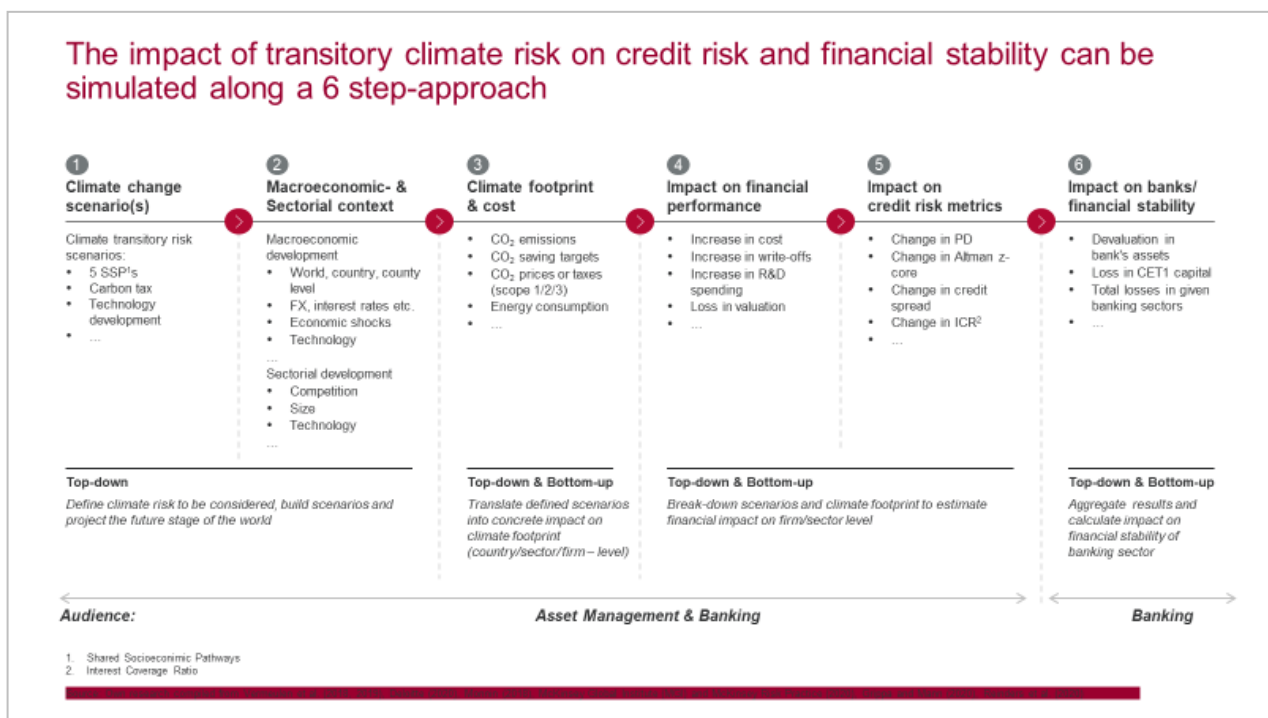 The impact of transitory climate risk on credit risk and financial stability can be
simulated along a 6 step-approach
1
Climate change
scenario(s)
Climate transitory risk
scenarios:
• 5 SSP¹s
• Carbon tax
• Technology
development
• ...
2
Macroeconomic- &
Sectorial context
Macroeconomic
development
• World, country, county
level
• FX, interest rates etc.
• Economic shocks
• Technology
...
Sectorial development
• Competition
• Size
• Technology
...
3
Climate footprint
& cost
• CO₂ emissions
• CO₂ saving targets
• CO₂ prices or taxes
(scope 1/2/3)
• Energy consumption
• ...
4
Impact on financial
performance
• Increase in cost
• Increase in write-offs
• Increase in R&D
spending
• Loss in valuation
• ...
5
Impact on
credit risk metrics
• Change in PD
• Change in Altman z-
core
• Change in credit
spread
• Change in ICR²
• ...
6
Impact on banks/
financial stability
• Devaluation in
bank's assets
• Loss in CET1 capital
• Total losses in given
banking sectors
• ...
Top-down
Define climate risk to be considered, build scenarios and
project the future stage of the world
Top-down & Bottom-up
Translate defined scenarios
into concrete impact on
climate footprint
(country/sector/firm – level)
Top-down & Bottom-up
Break-down scenarios and climate footprint to estimate
financial impact on firm/sector level
Top-down & Bottom-up
Aggregate results and
calculate impact on
financial stability of
banking sector
Audience:
Asset Management & Banking
Banking
1. Shared Socioeconimic Pathways
2. Interest Coverage Ratio